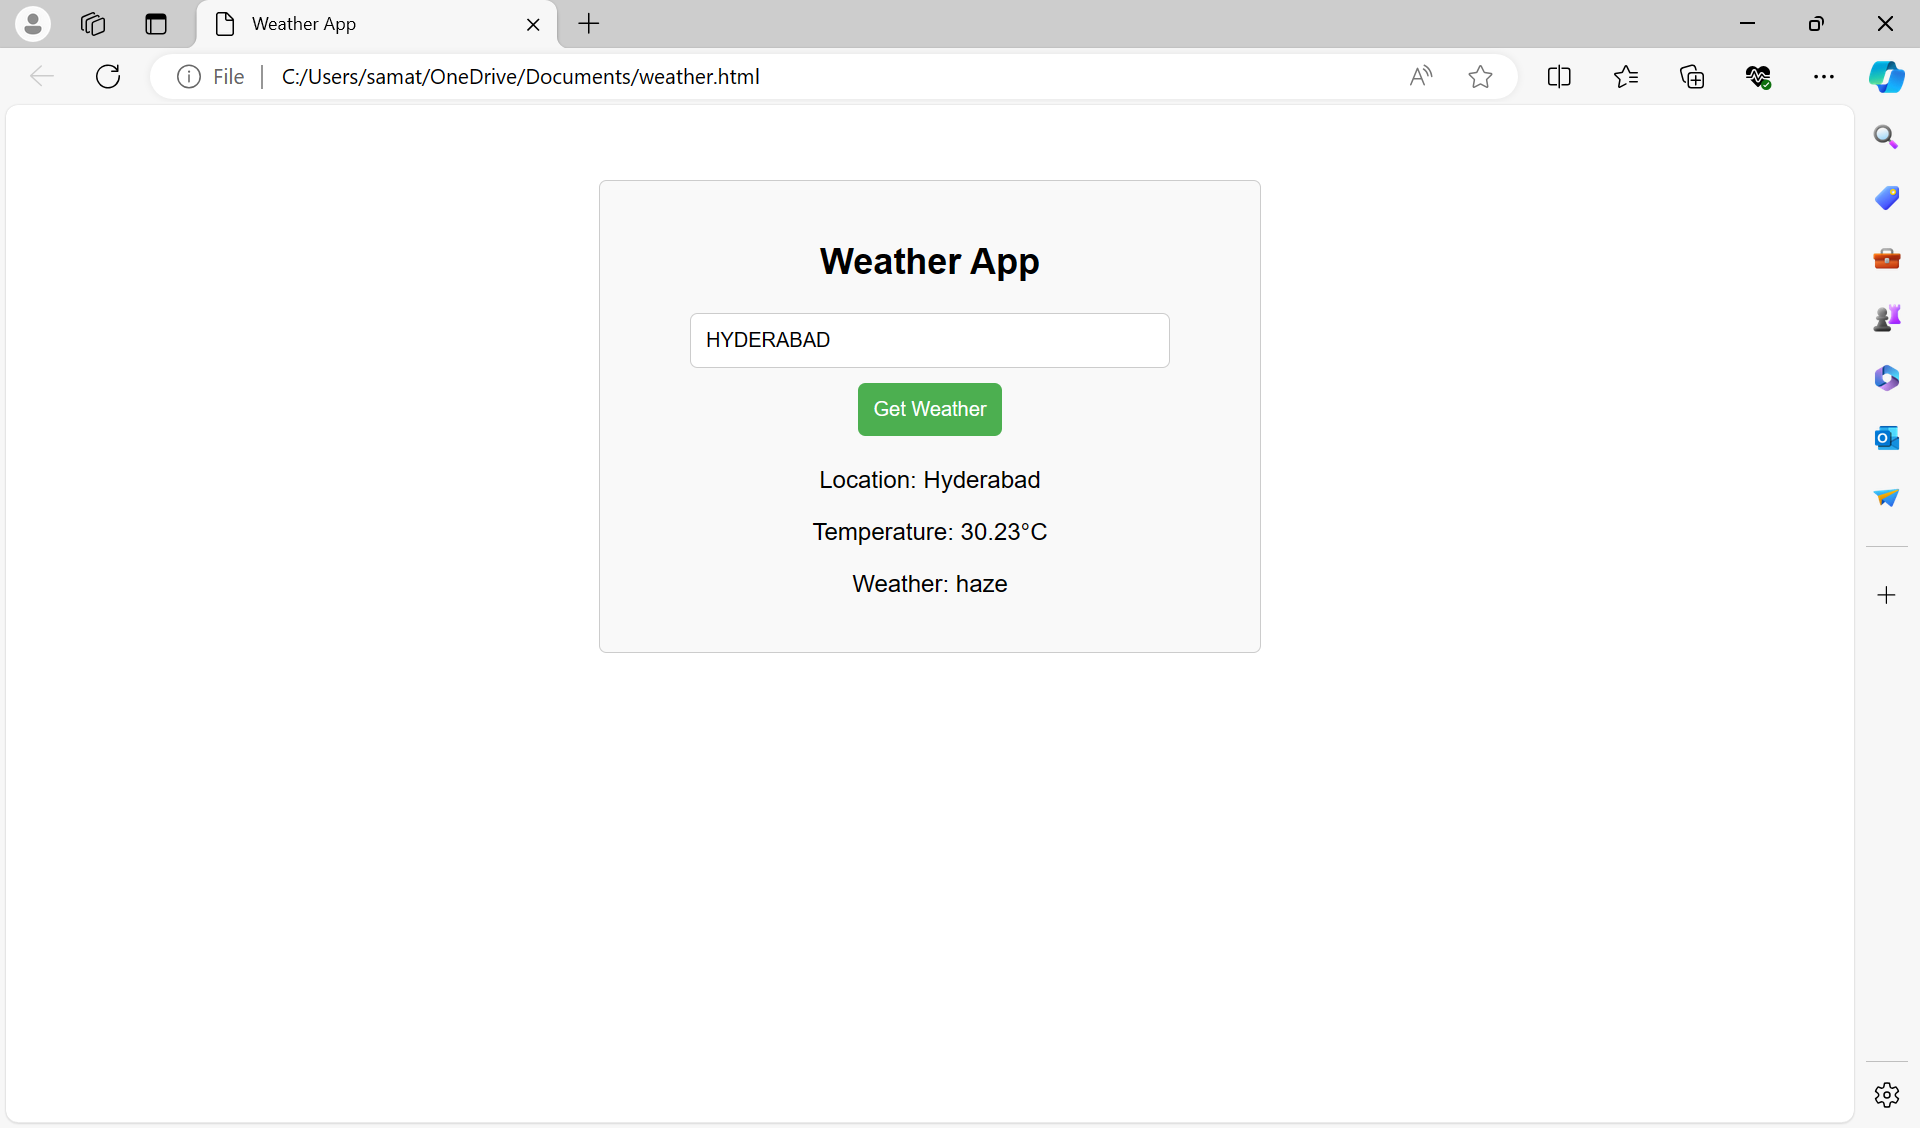 Weather App
File
C:/Users/samat/OneDrive/Documents/weather.html
Weather App
HYDERABAD
Get Weather
Location: Hyderabad
Temperature: 30.23°C
Weather: haze